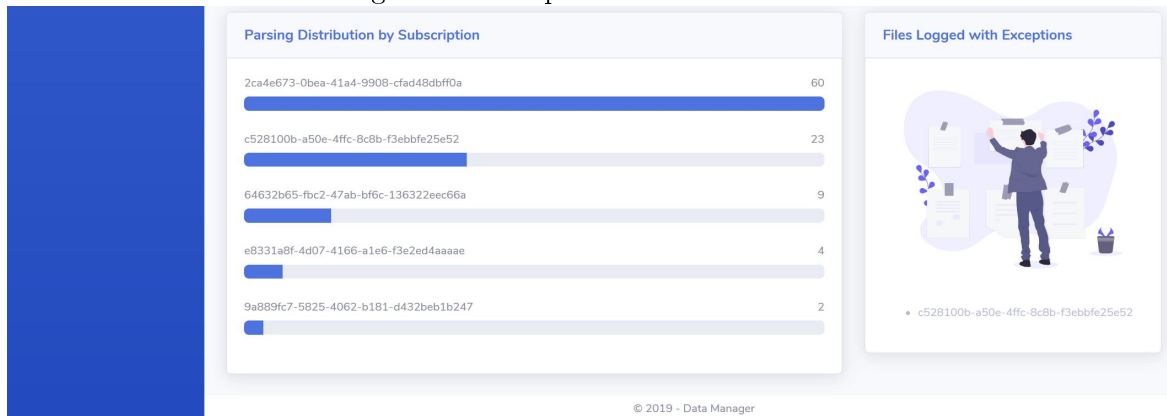 Parsing Distribution by Subscription
2ca4e673-0bea-41a4-9908-cfad48dbff0a 60
c528100b-a50e-4ffc-8c8b-f3ebbfe25e52 23
64632b65-fbc2-47ab-bf6c-136322eec66a 9
e8331a8f-4d07-4166-a1e6-f3e2ed4aaaae 4
9a889fc7-5825-4062-b181-d432beb1b247 2
Files Logged with Exceptions
• c528100b-a50e-4ffc-8c8b-f3ebbfe25e52
© 2019 - Data Manager